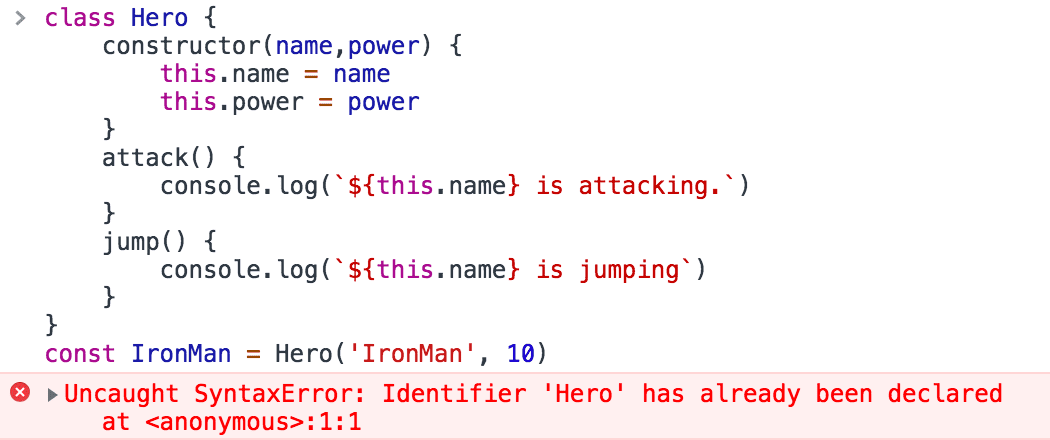 > class Hero {
    constructor(name,power) {
        this.name = name
        this.power = power
    }
    attack() {
        console.log(`${this.name} is attacking.`)
    }
    jump() {
        console.log(`${this.name} is jumping`)
    }
}
const IronMan = Hero('IronMan', 10)
Uncaught SyntaxError: Identifier 'Hero' has already been declared
    at <anonymous>:1:1